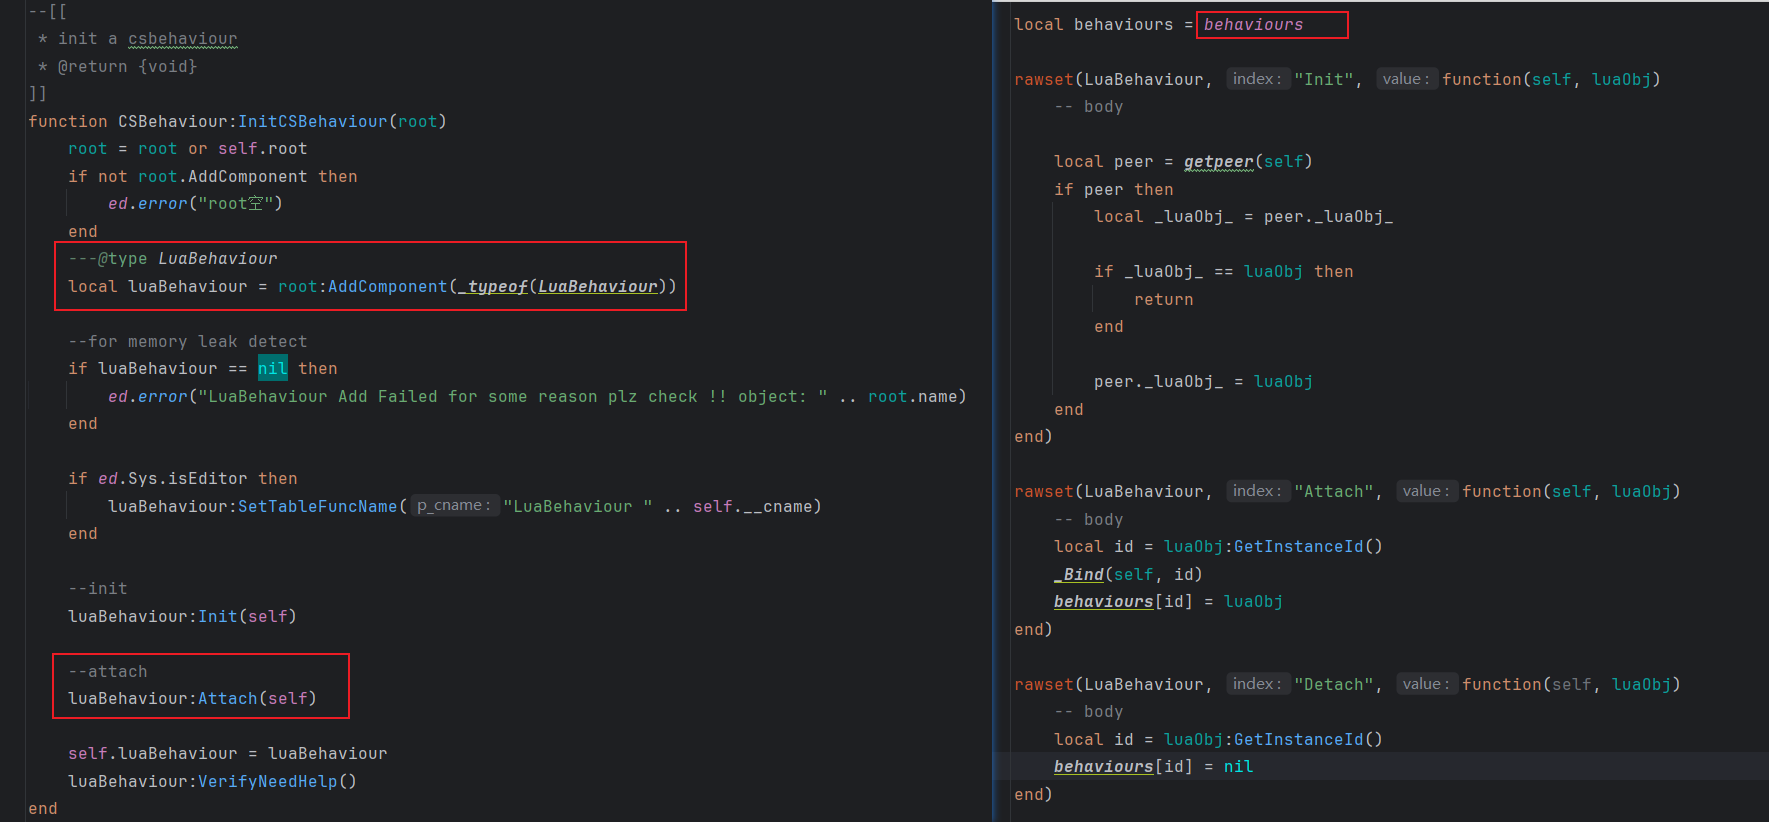 --[[
 * init a csbehaviour
 * @return {void}
]]
function CSBehaviour:InitCSBehaviour(root)
    root = root or self.root
    if not root.AddComponent then
        ed.error("root空")
    end
    ---@type LuaBehaviour
    local luaBehaviour = root:AddComponent(_typeof(LuaBehaviour))

    --for memory leak detect
    if luaBehaviour == nil then
        ed.error("LuaBehaviour Add Failed for some reason plz check !! object: " .. root.name)
    end

    if ed.Sys.isEditor then
        luaBehaviour:SetTableFuncName( p_cname: "LuaBehaviour " .. self.__cname)
    end

    --init
    luaBehaviour:Init(self)

    --attach
    luaBehaviour:Attach(self)

    self.luaBehaviour = luaBehaviour
    luaBehaviour:VerifyNeedHelp()
end
local behaviours = behaviours

rawset(LuaBehaviour, index: "Init", value: function(self, luaObj)
    -- body

    local peer = getpeer(self)
    if peer then
        local _luaObj_ = peer._luaObj_

        if _luaObj_ == luaObj then
            return
        end

        peer._luaObj_ = luaObj
    end
end)

rawset(LuaBehaviour, index: "Attach", value: function(self, luaObj)
    -- body
    local id = luaObj:GetInstanceId()
    _Bind(self, id)
    behaviours[id] = luaObj
end)

rawset(LuaBehaviour, index: "Detach", value: function(self, luaObj)
    -- body
    local id = luaObj:GetInstanceId()
    behaviours[id] = nil
end)